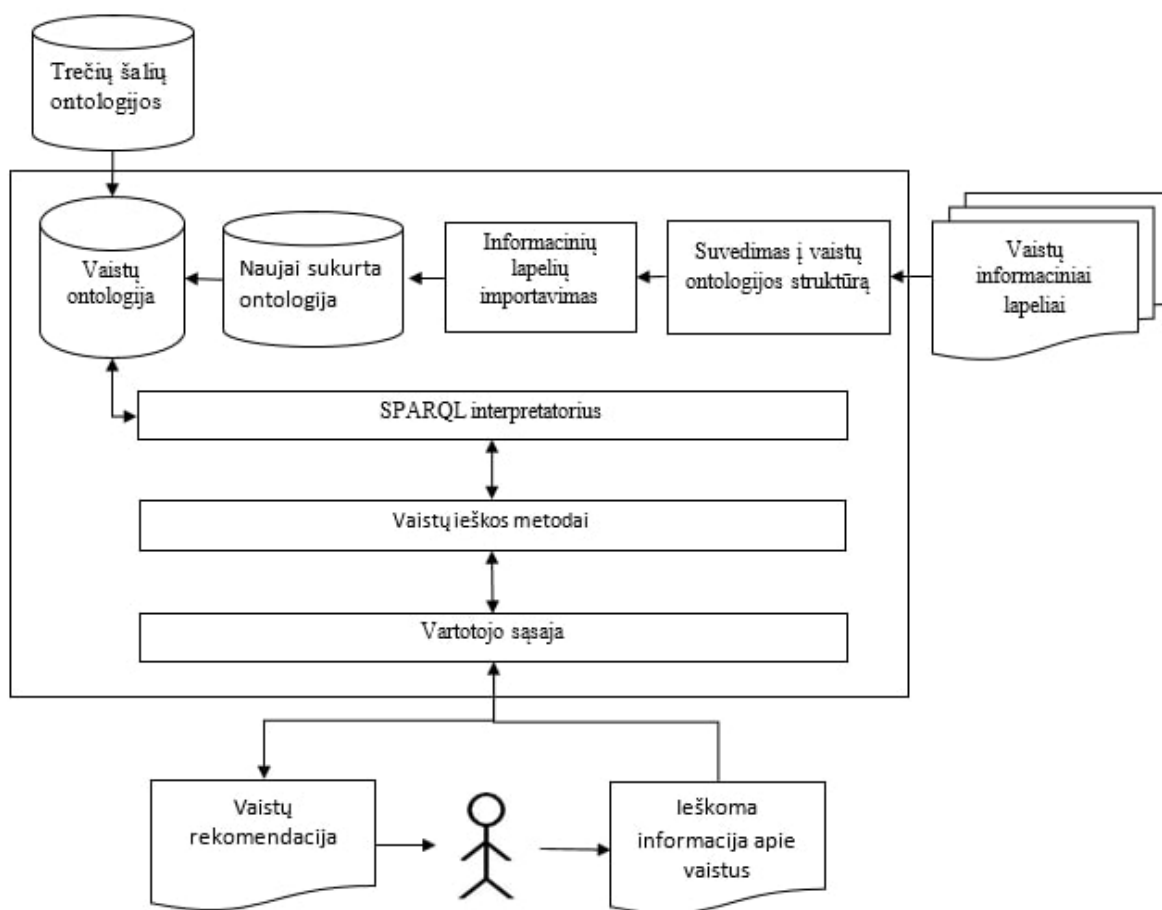 Trečių šalių
ontologijos
Vaistų
ontologija
Naujai sukurta
ontologija
Informacinių
lapelių
importavimas
Suvedimas į vaistų
ontologijos struktūrą
Vaistų
informaciniai
lapeliai
SPARQL interpretatorius
Vaistų ieškos metodai
Vartotojo sąsaja
Vaistų
rekomendacija
Ieškoma
informacija apie
vaistus